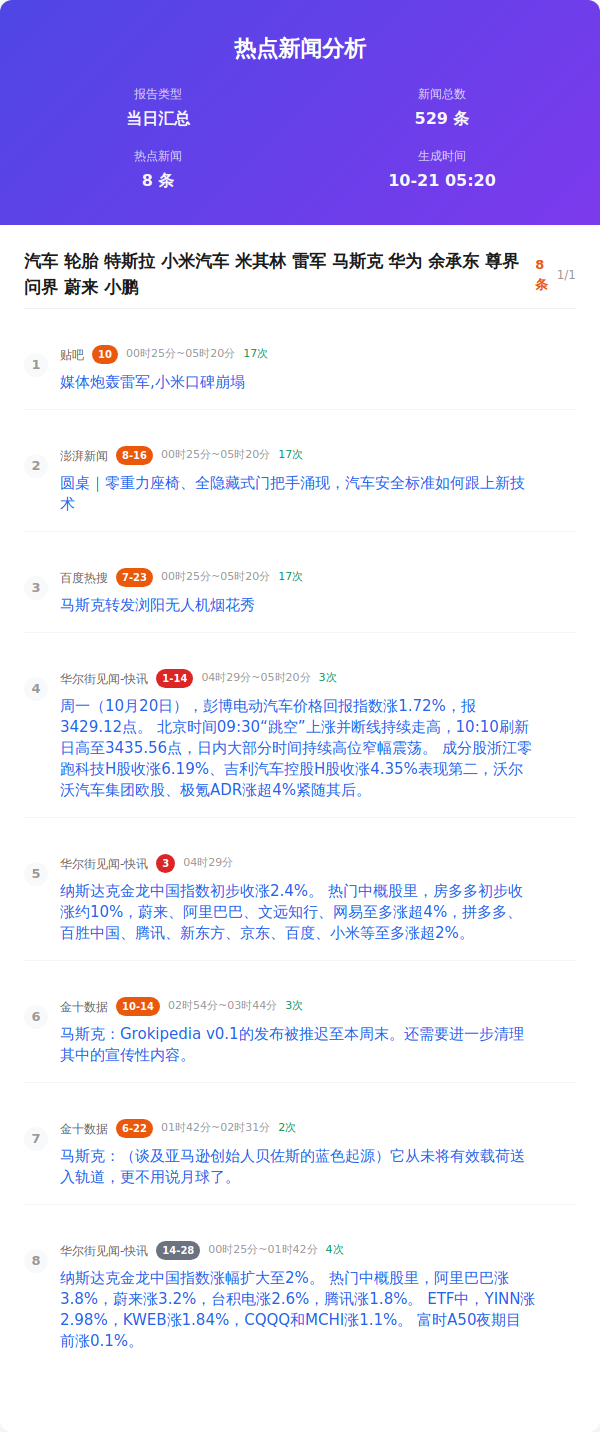 热点新闻分析
报告类型
当日汇总
新闻总数
529 条
热点新闻
8 条
生成时间
10-21 05:20
汽车 轮胎 特斯拉 小米汽车 米其林 雷军 马斯克 华为 余承东 尊界
问界 蔚来 小鹏
8
条
1/1
1
贴吧 10 00时25分~05时20分 17次
媒体炮轰雷军,小米口碑崩塌
2
澎湃新闻 8-16 00时25分~05时20分 17次
圆桌｜零重力座椅、全隐藏式门把手涌现，汽车安全标准如何跟上新技
术
3
百度热搜 7-23 00时25分~05时20分 17次
马斯克转发浏阳无人机烟花秀
4
华尔街见闻-快讯 1-14 04时29分~05时20分 3次
周一（10月20日），彭博电动汽车价格回报指数涨1.72%，报
3429.12点。 北京时间09:30“跳空”上涨并断线持续走高，10:10刷新
日高至3435.56点，日内大部分时间持续高位窄幅震荡。 成分股浙江零
跑科技H股收涨6.19%、吉利汽车控股H股收涨4.35%表现第二，沃尔
沃汽车集团欧股、极氪ADR涨超4%紧随其后。
5
华尔街见闻-快讯 3 04时29分
纳斯达克金龙中国指数初步收涨2.4%。 热门中概股里，房多多初步收
涨约10%，蔚来、阿里巴巴、文远知行、网易至多涨超4%，拼多多、
百胜中国、腾讯、新东方、京东、百度、小米等至多涨超2%。
6
金十数据 10-14 02时54分~03时44分 3次
马斯克：Grokipedia v0.1的发布被推迟至本周末。还需要进一步清理
其中的宣传性内容。
7
金十数据 6-22 01时42分~02时31分 2次
马斯克：（谈及亚马逊创始人贝佐斯的蓝色起源）它从未将有效载荷送
入轨道，更不用说月球了。
8
华尔街见闻-快讯 14-28 00时25分~01时42分 4次
纳斯达克金龙中国指数涨幅扩大至2%。 热门中概股里，阿里巴巴涨
3.8%，蔚来涨3.2%，台积电涨2.6%，腾讯涨1.8%。 ETF中，YINN涨
2.98%，KWEB涨1.84%，CQQQ和MCHI涨1.1%。 富时A50夜期目
前涨0.1%。